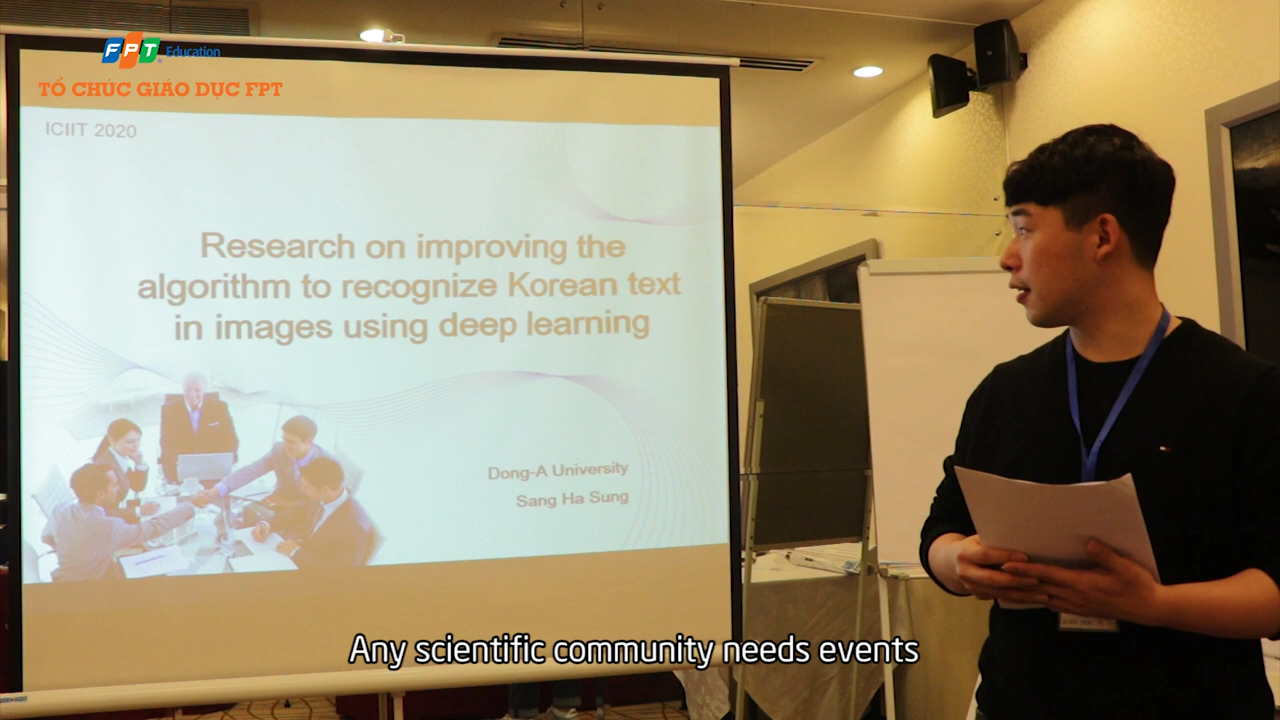 FPT Education
TỔ CHỨC GIÁO DỤC FPT
ICIIT 2020
Research on improving the
algorithm to recognize Korean text
in images using deep learning
Dong-A University
Sang Ha Sung
Any scientific community needs events